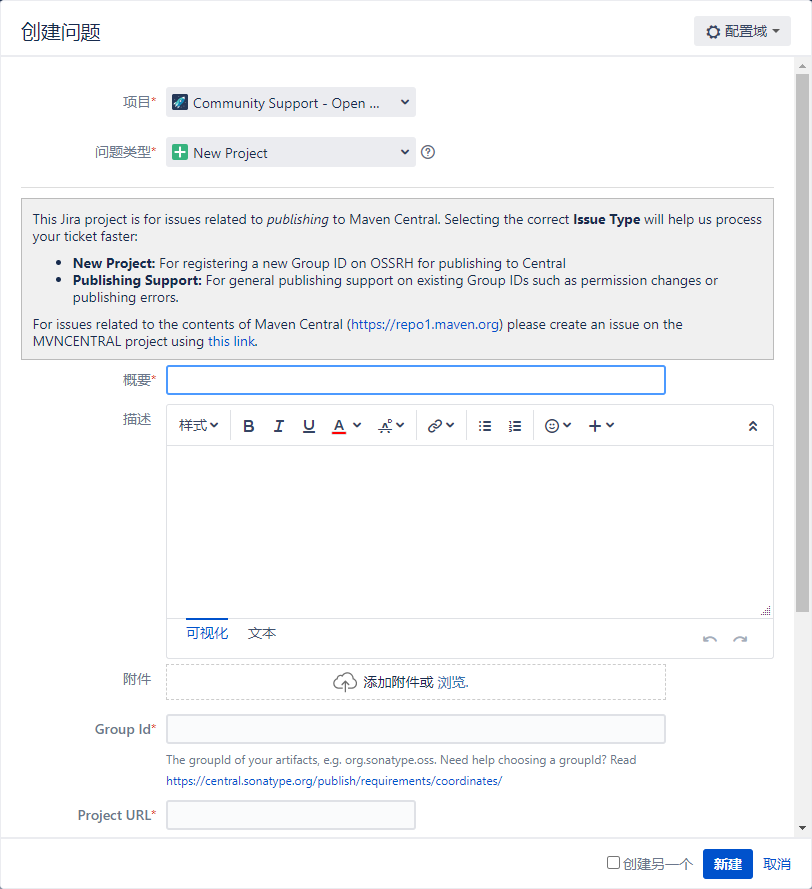 创建问题
配置域
项目*
Community Support - Open ...
问题类型*
New Project
This Jira project is for issues related to publishing to Maven Central. Selecting the correct Issue Type will help us process
your ticket faster:
• New Project: For registering a new Group ID on OSSRH for publishing to Central
• Publishing Support: For general publishing support on existing Group IDs such as permission changes or
publishing errors.
For issues related to the contents of Maven Central (https://repo1.maven.org) please create an issue on the
MVNCENTRAL project using this link.
概要*
描述
样式 B I U A
可视化 文本
附件
添加附件或 浏览.
Group Id*
The groupId of your artifacts, e.g. org.sonatype.oss. Need help choosing a groupId? Read
https://central.sonatype.org/publish/requirements/coordinates/
Project URL*
创建另一个 新建 取消